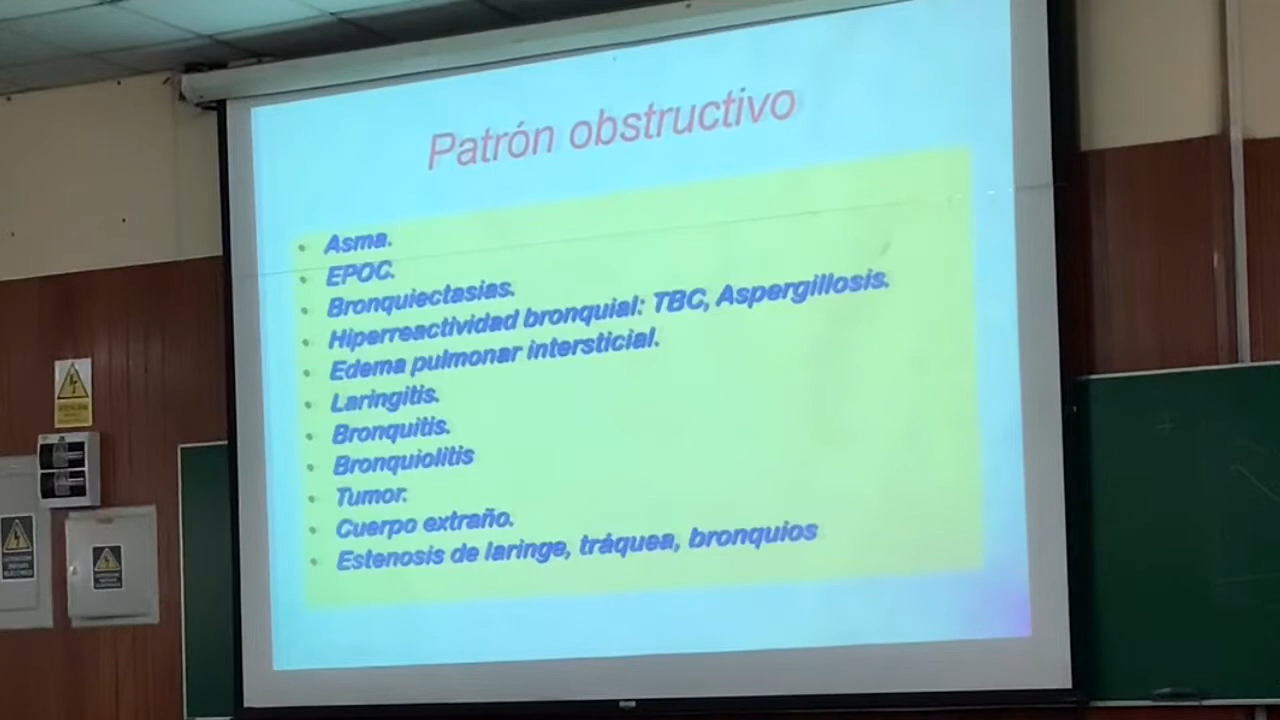 Patrón obstructivo
• Asma.
• EPOC.
• Bronquiectasias.
• Hiperreactividad bronquial: TBC, Aspergillosis.
• Edema pulmonar intersticial.
• Laringitis.
• Bronquitis.
• Bronquiolitis
• Tumor.
• Cuerpo extraño.
• Estenosis de laringe, tráquea, bronquios